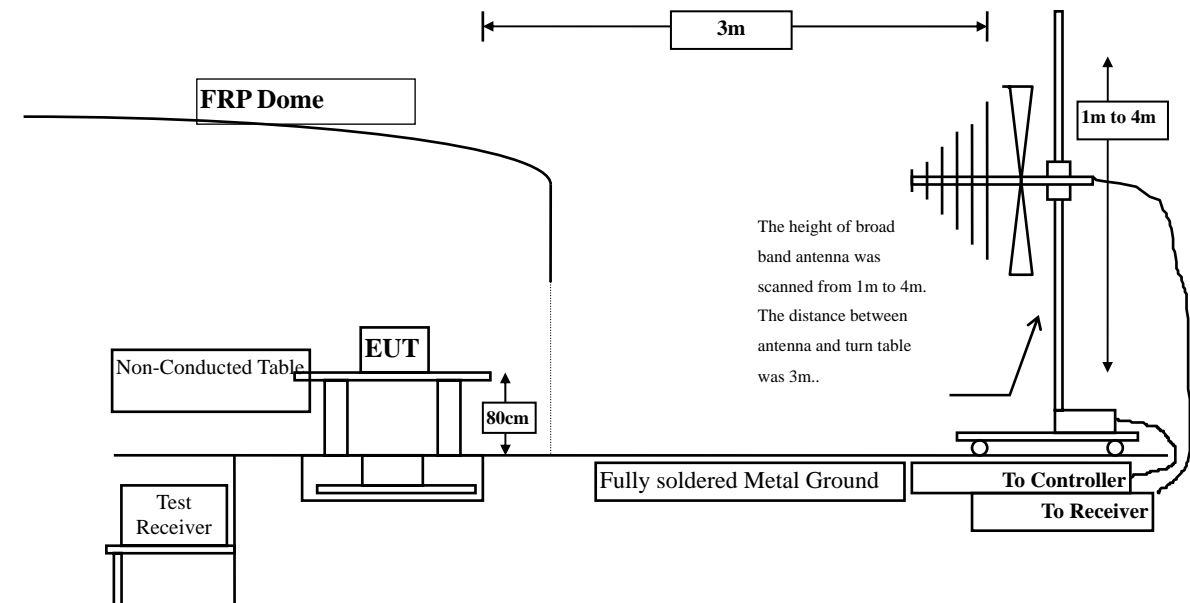 3m
FRP Dome
1m to 4m
The height of broad
band antenna was
scanned from 1m to 4m.
The distance between
antenna and turn table
was 3m..
EUT
Non-Conducted Table
80cm
Fully soldered Metal Ground
To Controller
To Receiver
Test
Receiver